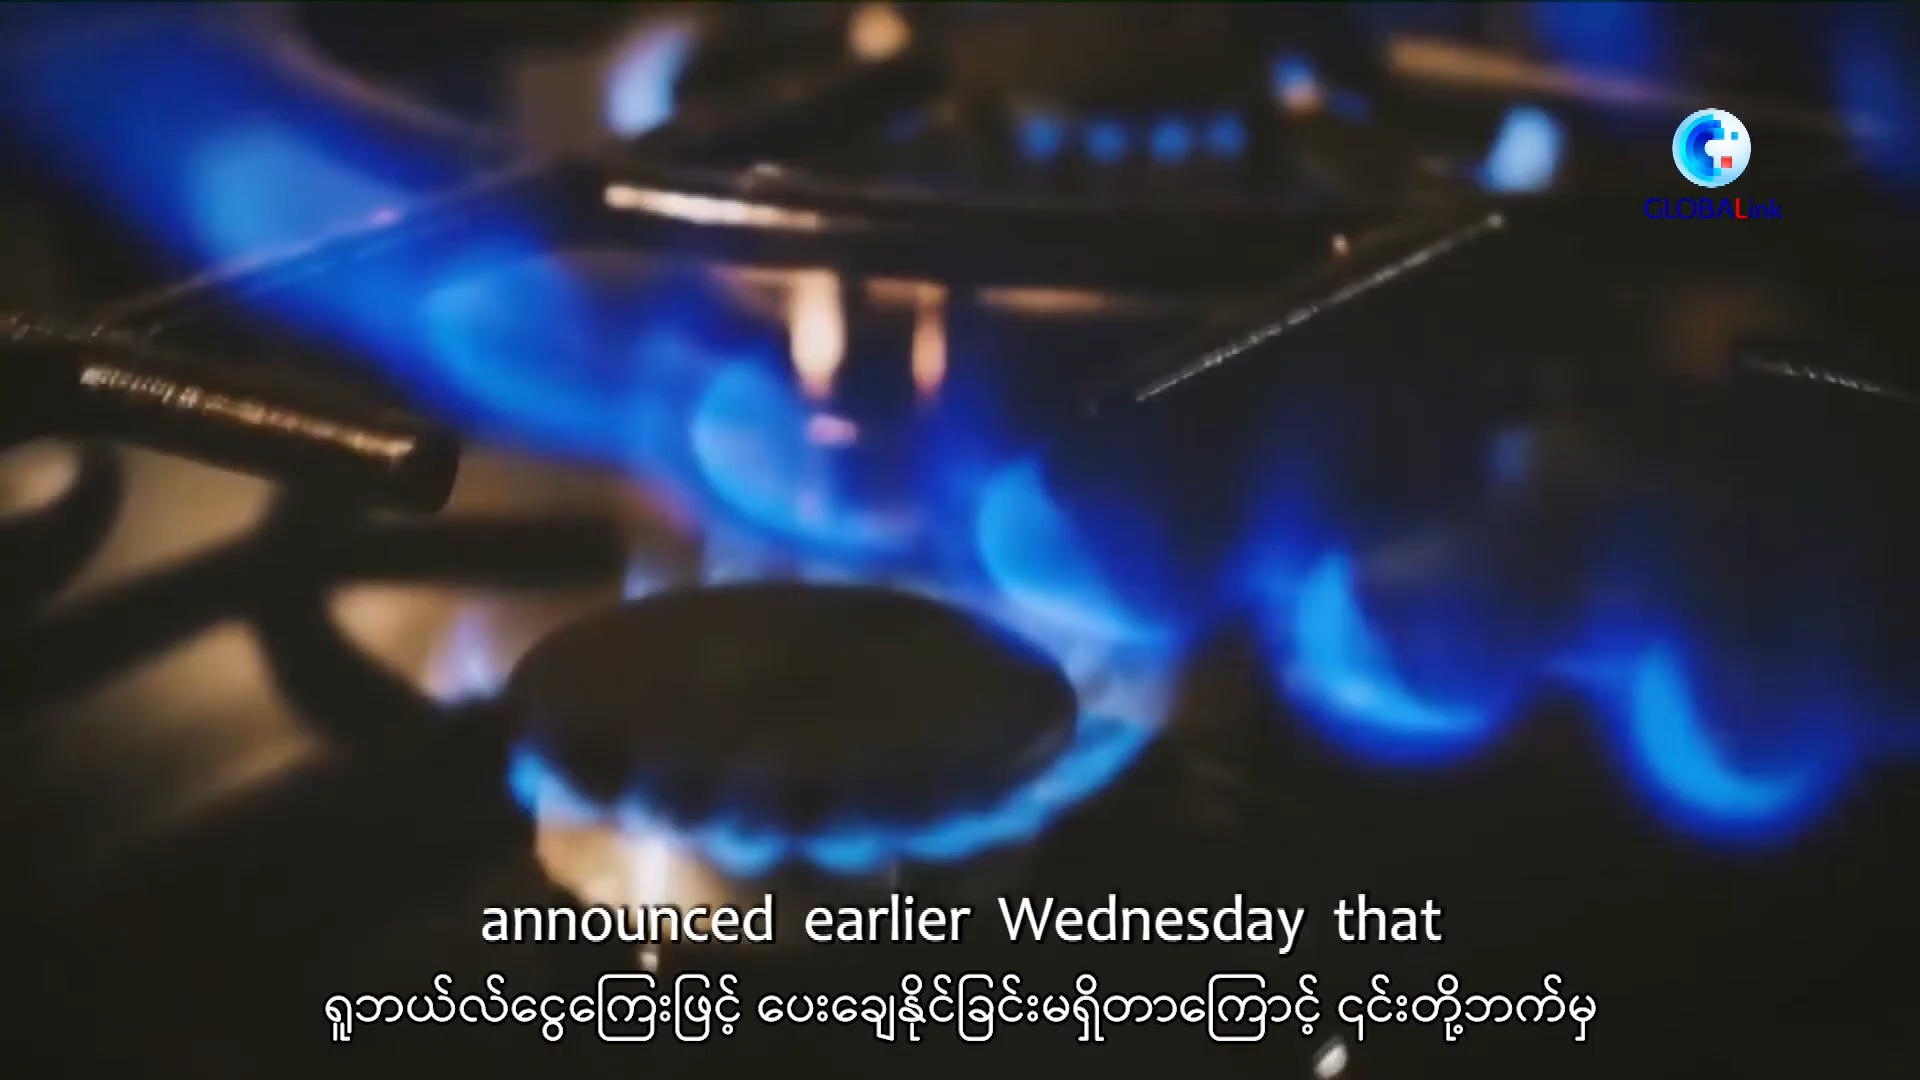 GLOBALink
announced earlier Wednesday that
ရူဘယ်လ်ငွေကြေးဖြင့် ပေးချေနိုင်ခြင်းမရှိတာကြောင့် ၎င်းတို့ဘက်မှ